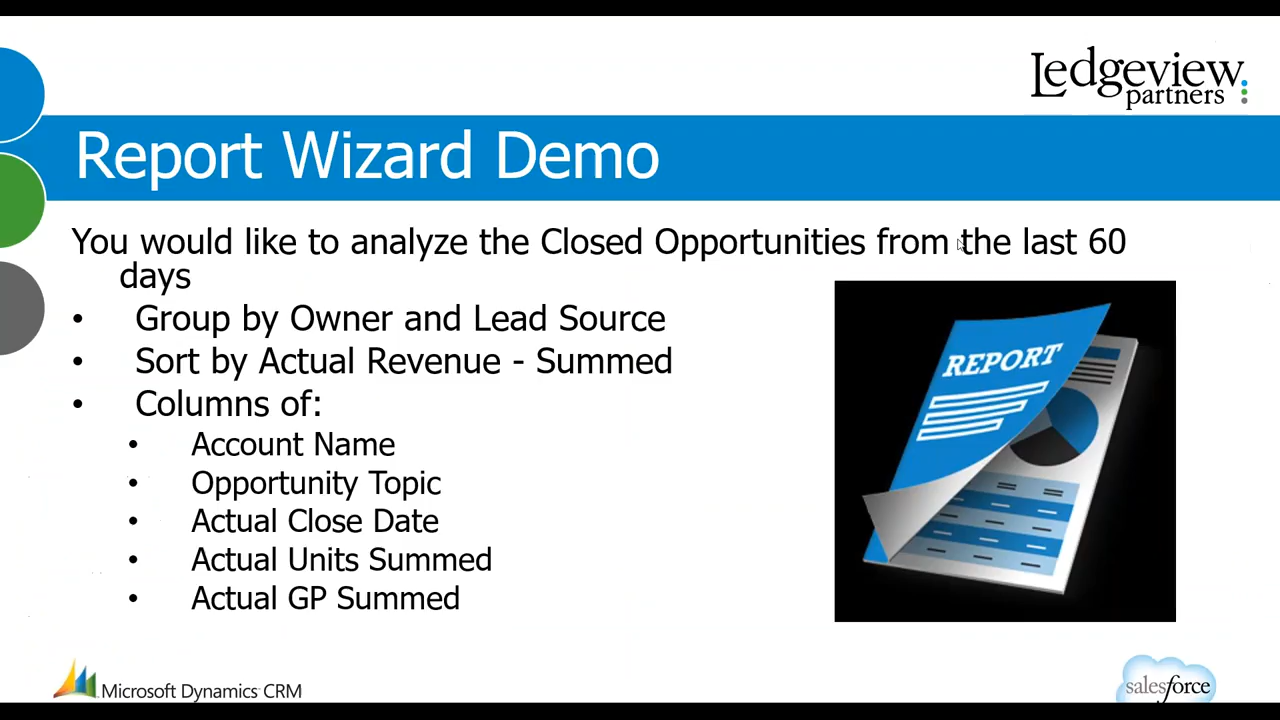 Ledgeview
partners
Report Wizard Demo
You would like to analyze the Closed Opportunities from the last 60
days
• Group by Owner and Lead Source
• Sort by Actual Revenue - Summed
• Columns of:
• Account Name
• Opportunity Topic
• Actual Close Date
• Actual Units Summed
• Actual GP Summed
REPORT
Microsoft Dynamics CRM
salesforce